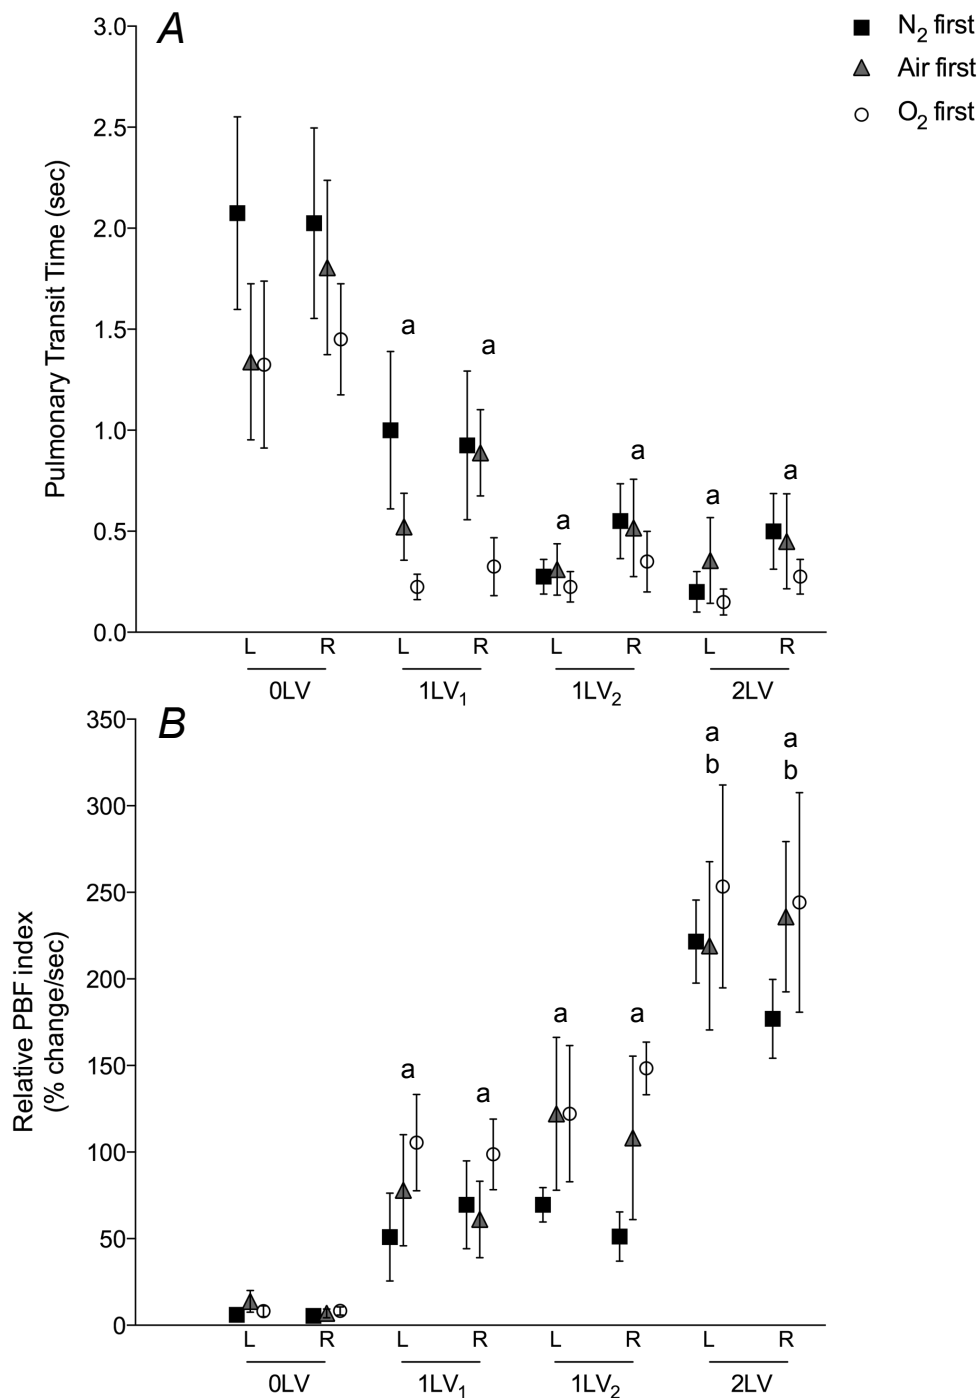 A
N₂ first
Air first
O₂ first
Pulmonary Transit Time (sec)
3.0
2.5
2.0
1.5
1.0
0.5
0.0
a
a
a
a
a
a
L R L R L R L R
0LV 1LV₁ 1LV₂ 2LV
B
Relative PBF index
(% change/sec)
350
300
250
200
150
100
50
0
a
a
a
a
a
b
a
b
L R L R L R L R
0LV 1LV₁ 1LV₂ 2LV